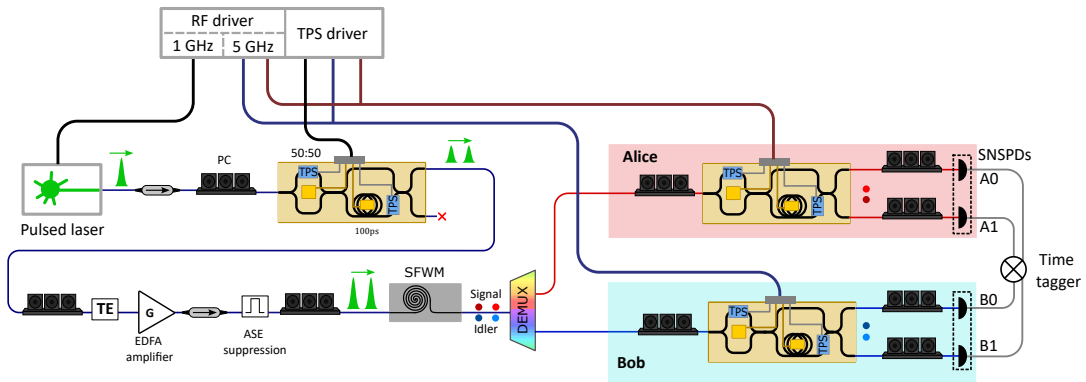 RF driver
1 GHz
5 GHz
TPS driver
Pulsed laser
PC
50:50
TPS
TPS
100ps
Alice
TPS
TPS
SNSPDs
A0
A1
Time
tagger
TE
G
EDFA
amplifier
ASE
suppression
SFWM
Signal
Idler
DEMUX
TPS
TPS
Bob
B0
B1